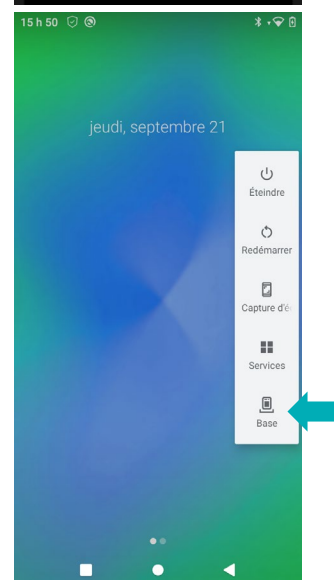 15 h 50
jeudi, septembre 21
Éteindre
Redémarrer
Capture d'é
Services
Base